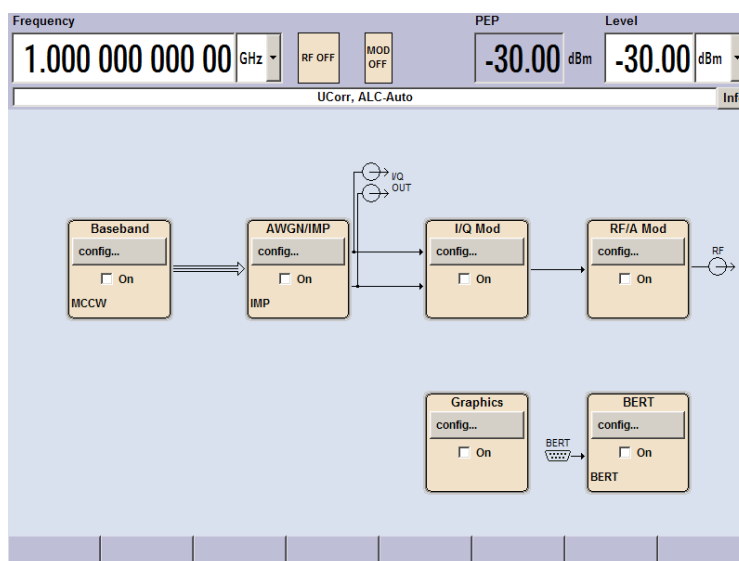 Frequency PEP Level
1.000 000 000 00 GHz RF OFF MOD OFF -30.00 dBm -30.00 dBm
UCorr, ALC-Auto Inf
I/Q OUT
Baseband AWGN/IMP I/Q Mod RF/A Mod
config... config... config... config... RF
On On On On
MCCW IMP
Graphics BERT
config... config...
BERT
On On
BERT